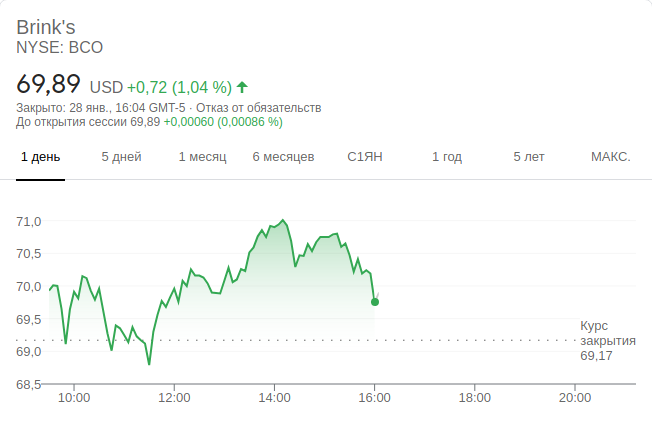 Brink's
NYSE: BCO
69,89 USD +0,72 (1,04 %)
Закрыто: 28 янв., 16:04 GMT-5 · Отказ от обязательств
До открытия сессии 69,89 +0,00060 (0,00086 %)
1 день 5 дней 1 месяц 6 месяцев С1ЯН 1 год 5 лет МАКС.
71,0
70,5
70,0
69,5
69,0
68,5
Курс
закрытия
69,17
10:00 12:00 14:00 16:00 18:00 20:00